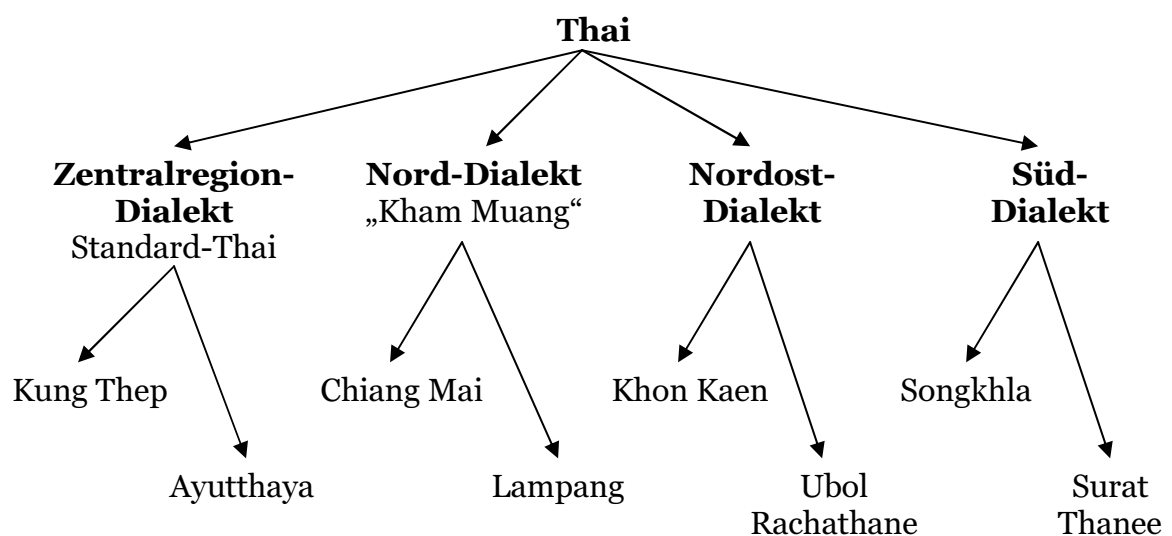 Thai
Zentralregion-
Dialekt
Standard-Thai
Nord-Dialekt
„Kham Muang“
Nordost-
Dialekt
Süd-
Dialekt
Kung Thep
Chiang Mai
Khon Kaen
Songkhla
Ayutthaya
Lampang
Ubol
Rachathane
Surat
Thanee